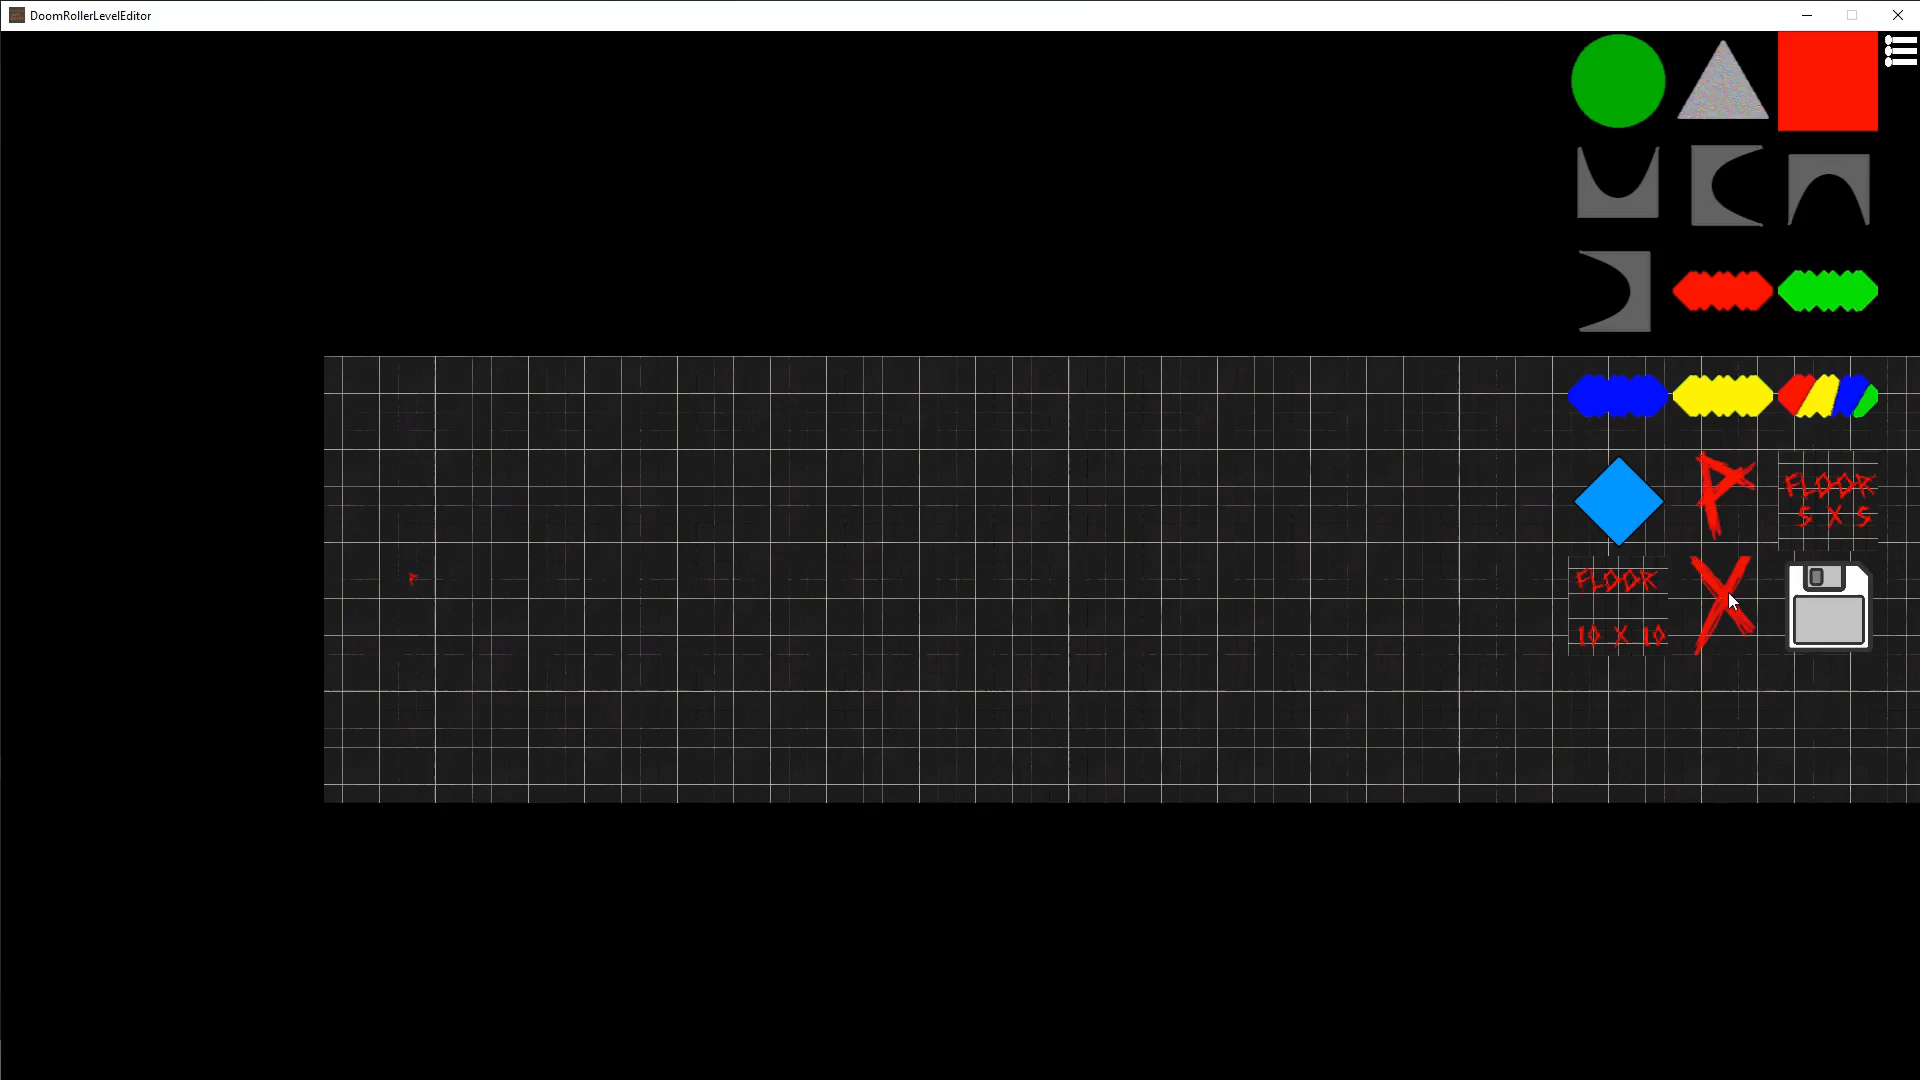 DoomRollerLevelEditor
P
FLOOR
5 X 5
FLOOR
10 X 10
X
P